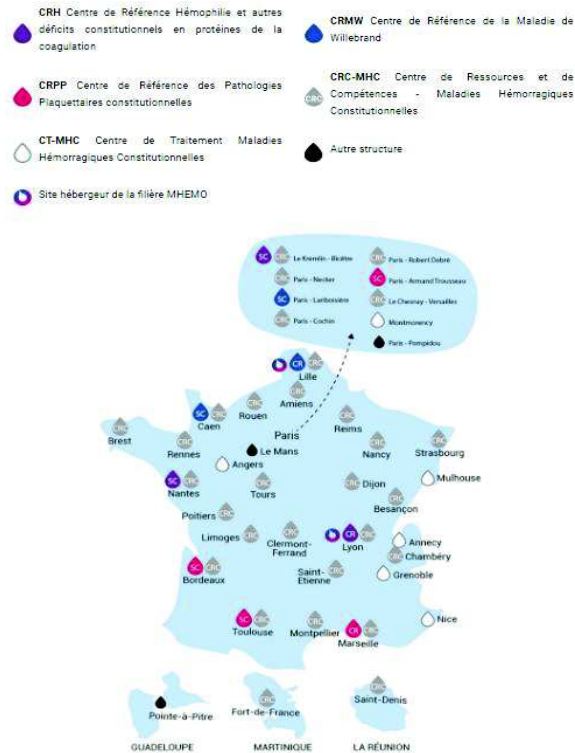 CRH Centre de Référence Hémophilie et autres
déficits constitutionnels en protéines de la
coagulation
CRMW Centre de Référence de la Maladie de
Willebrand
CRPP Centre de Référence des Pathologies
Plaquettaires constitutionnelles
CRC
CRC-MHC Centre de Ressources et de
Compétences - Maladies Hémorragiques
Constitutionnelles
CT-MHC Centre de Traitement Maladies
Hémorragiques Constitutionnelles
Autre structure
Site hébergeur de la filière MHEMO
SC CRC Le Kremlin - Bicêtre
CRC Paris - Robert Debré
CRC Paris - Necker
SC Paris - Armand Trousseau
SC Paris - Lariboisière
CRC Le Chesnay - Versailles
CRC Paris - Cochin
Montmorency
Paris - Pompidou
CR CRC
Lille
CRC
Amiens
SC CRC
Caen
CRC
Rouen
CRC
Reims
CRC
Brest
CRC
Rennes
Paris
Le Mans
CRC
Nancy
CRC
Strasbourg
Angers
Mulhouse
SC CRC
Nantes
CRC
Tours
CRC Dijon
CRC
Besançon
Poitiers CRC
Limoges CRC
CRC
Clermont-
Ferrand
CR CRC
Lyon
Annecy
CRC
Chambéry
SC CRC
Bordeaux
Saint-
Etienne CRC
Grenoble
SC CRC
Toulouse
CRC
Montpellier
CR CRC
Marseille
Nice
Pointe-à-Pitre
CRC
Fort-de-France
CRC
Saint-Denis
GUADELOUPE
MARTINIQUE
LA RÉUNION